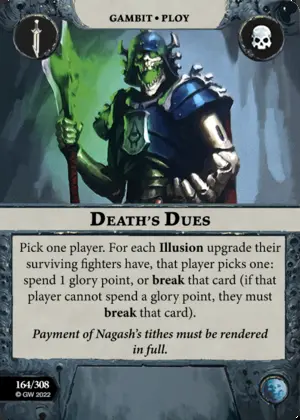 GAMBIT • PLOY
DEATH'S DUES
Pick one player. For each Illusion upgrade their
surviving fighters have, that player picks one:
spend 1 glory point, or break that card (if that
player cannot spend a glory point, they must
break that card).
Payment of Nagash's tithes must be rendered
in full.
164/308
© GW 2022